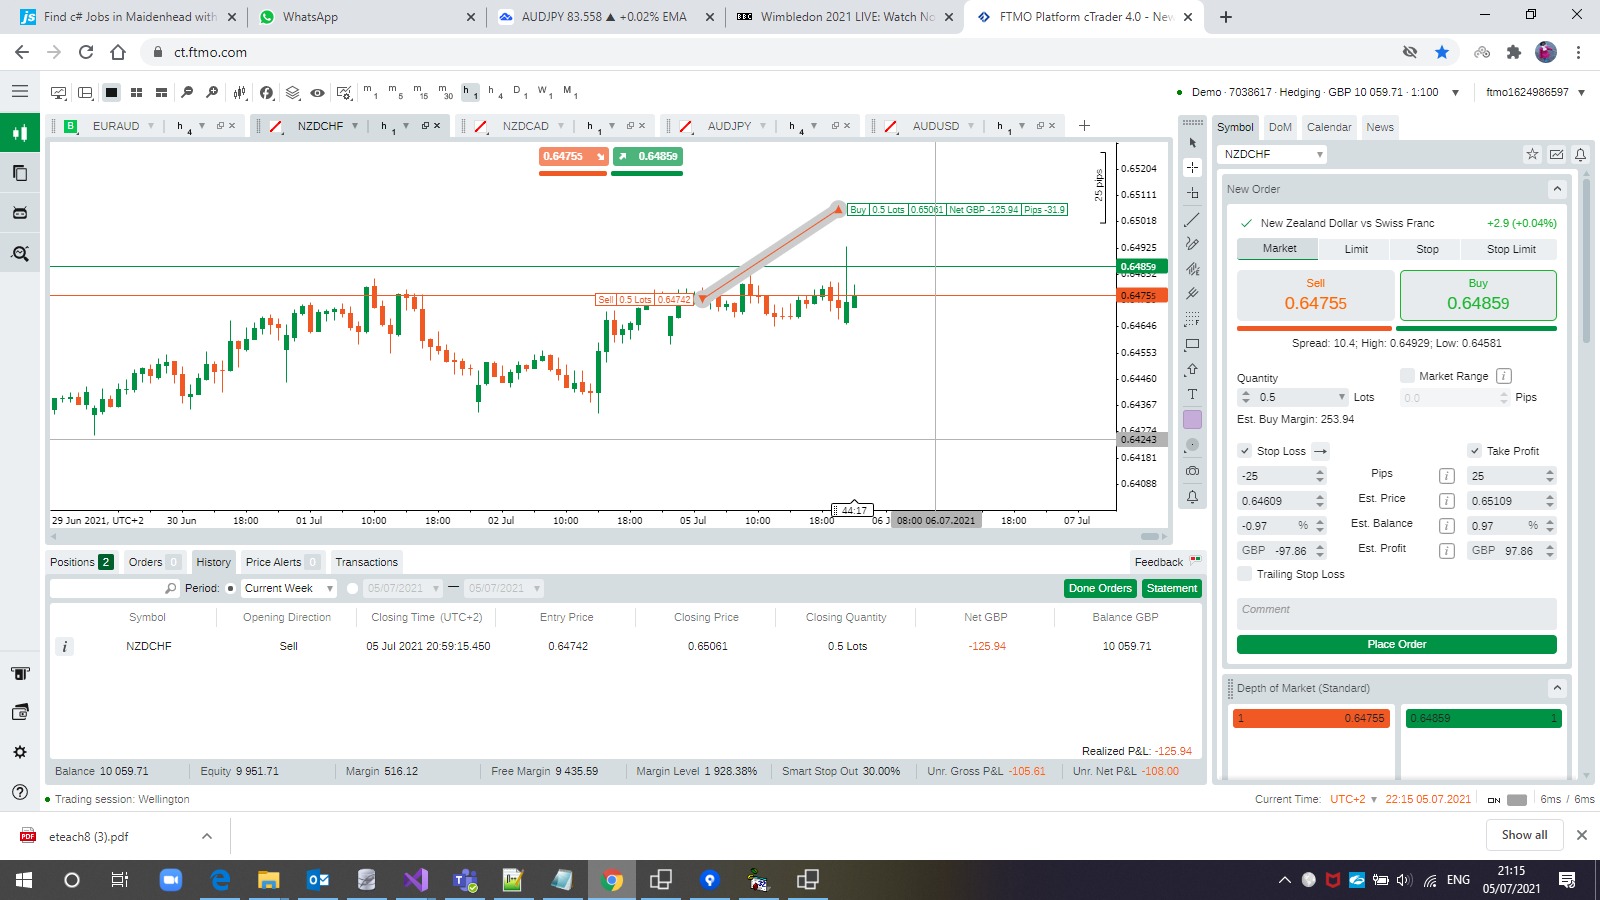 Find c# Jobs in Maidenhead with
WhatsApp
AUDJPY 83.558 ▲ +0.02% EMA
Wimbledon 2021 LIVE: Watch No
FTMO Platform cTrader 4.0 - New
ct.ftmo.com
m1 m5 m15 m30 h1 h4 D1 W1 M1
Demo · 7038617 · Hedging · GBP 10 059.71 · 1:100
ftmo1624986597
EURAUD h4
NZDCHF h1
NZDCAD h1
AUDJPY h4
AUDUSD h1
0.64755
0.64859
25 pips
Buy 0.5 Lots 0.65061 Net GBP -125.94 Pips -31.9
Sell 0.5 Lots 0.64742
0.65204
0.65111
0.65018
0.64925
0.64859
0.64832
0.64755
0.64646
0.64553
0.64460
0.64367
0.64274
0.64243
0.64181
0.64088
44:17
29 Jun 2021, UTC+2 30 Jun 18:00 01 Jul 10:00 18:00 02 Jul 10:00 18:00 05 Jul 10:00 18:00 06 J 08:00 06.07.2021 18:00 07 Jul
Symbol DoM Calendar News
NZDCHF
New Order
New Zealand Dollar vs Swiss Franc +2.9 (+0.04%)
Market Limit Stop Stop Limit
Sell
0.64755
Buy
0.64859
Spread: 10.4; High: 0.64929; Low: 0.64581
Quantity
Market Range
0.5 Lots
0.0 Pips
Est. Buy Margin: 253.94
Stop Loss
Take Profit
-25 Pips 25
0.64609 Est. Price 0.65109
-0.97 % Est. Balance 0.97 %
GBP -97.86 Est. Profit GBP 97.86
Trailing Stop Loss
Comment
Place Order
Depth of Market (Standard)
1 0.64755
0.64859 1
Positions 2 Orders 0 History Price Alerts 0 Transactions
Feedback
Period: Current Week 05/07/2021 — 05/07/2021
Done Orders Statement
Symbol Opening Direction Closing Time (UTC+2) Entry Price Closing Price Closing Quantity Net GBP Balance GBP
NZDCHF Sell 05 Jul 2021 20:59:15.450 0.64742 0.65061 0.5 Lots -125.94 10 059.71
Realized P&L: -125.94
Balance 10 059.71 Equity 9 951.71 Margin 516.12 Free Margin 9 435.59 Margin Level 1 928.38% Smart Stop Out 30.00% Unr. Gross P&L -105.61 Unr. Net P&L -108.00
Trading session: Wellington
Current Time: UTC+2 22:15 05.07.2021 ON 6ms / 6ms
eteach8 (3).pdf
Show all
ENG
21:15
05/07/2021